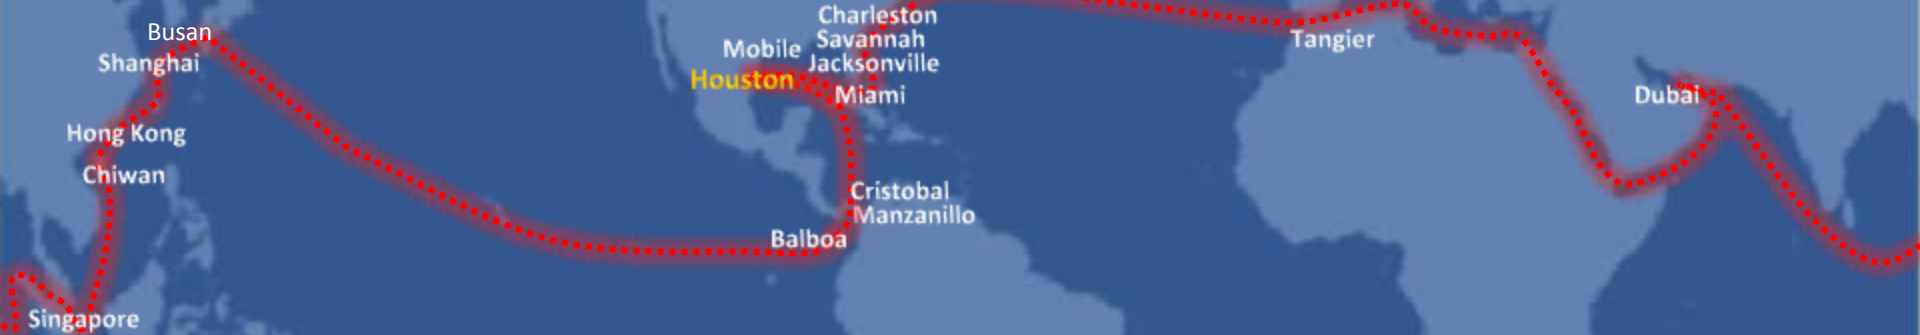 Busan
Shanghai
Hong Kong
Chiwan
Singapore
Charleston
Savannah
Mobile
Jacksonville
Houston
Miami
Cristobal
Manzanillo
Balboa
Tangier
Dubai